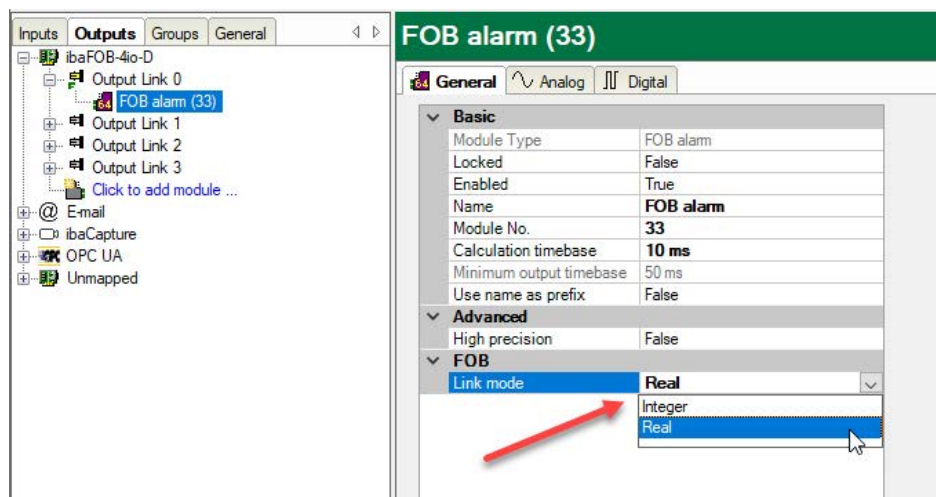 Inputs Outputs Groups General
ibaFOB-4io-D
Output Link 0
64 FOB alarm (33)
Output Link 1
Output Link 2
Output Link 3
Click to add module ...
@ E-mail
ibaCapture
OPC UA
Unmapped
FOB alarm (33)
64 General Analog Digital
Basic
Module Type FOB alarm
Locked False
Enabled True
Name FOB alarm
Module No. 33
Calculation timebase 10 ms
Minimum output timebase 50 ms
Use name as prefix False
Advanced
High precision False
FOB
Link mode Real
Integer
Real